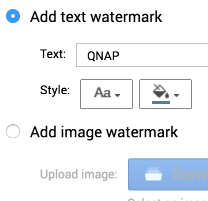 Add text watermark
Text: QNAP
Style: Aa
Add image watermark
Upload image: